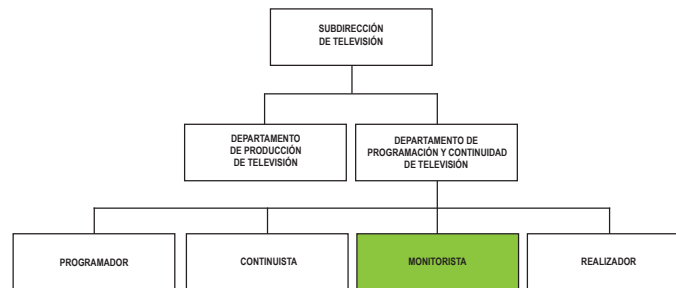 SUBDIRECCIÓN
DE TELEVISIÓN
DEPARTAMENTO
DE PRODUCCIÓN
DE TELEVISIÓN
DEPARTAMENTO DE
PROGRAMACIÓN Y CONTINUIDAD
DE TELEVISIÓN
PROGRAMADOR
CONTINUISTA
MONITORISTA
REALIZADOR